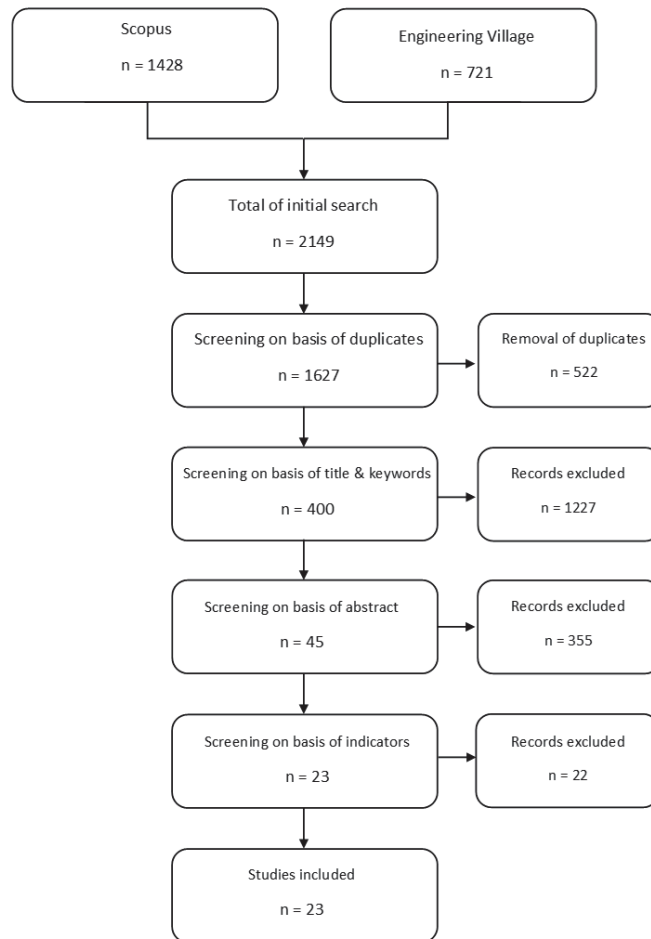 Scopus
n = 1428
Engineering Village
n = 721
Total of initial search
n = 2149
Screening on basis of duplicates
n = 1627
Removal of duplicates
n = 522
Screening on basis of title & keywords
n = 400
Records excluded
n = 1227
Screening on basis of abstract
n = 45
Records excluded
n = 355
Screening on basis of indicators
n = 23
Records excluded
n = 22
Studies included
n = 23